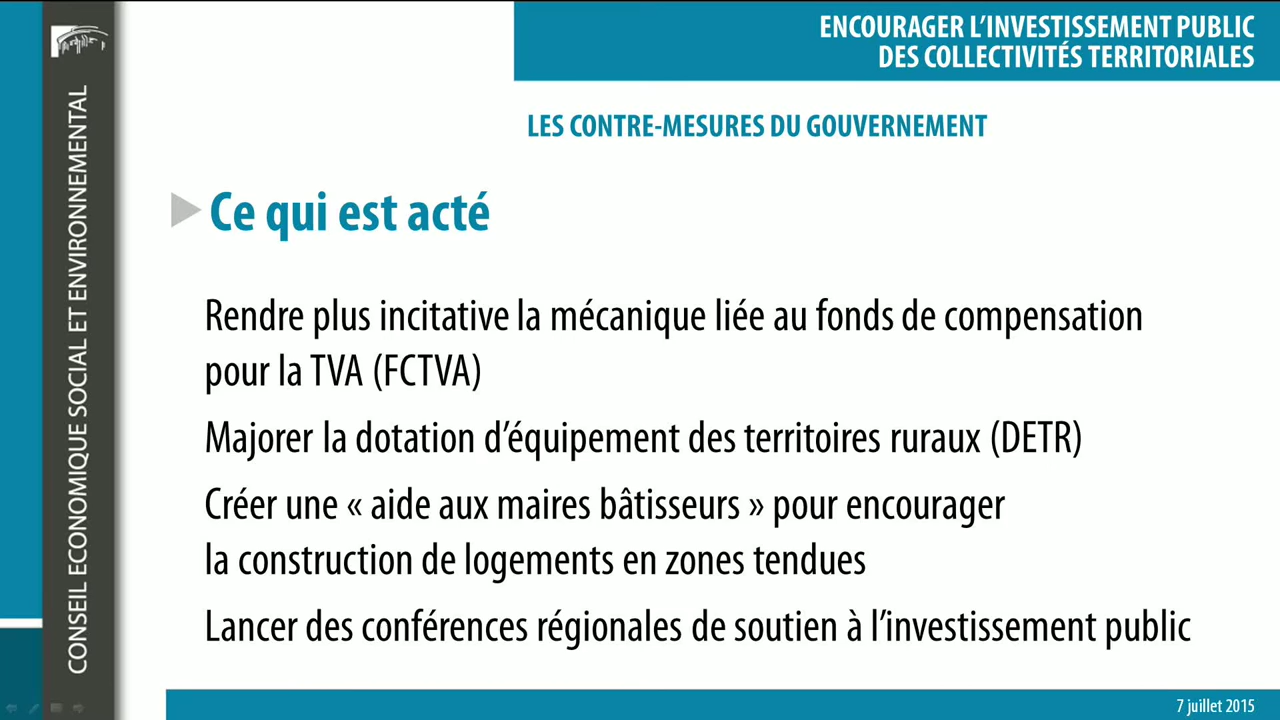 ENCOURAGER L’INVESTISSEMENT PUBLIC
DES COLLECTIVITÉS TERRITORIALES
CONSEIL ECONOMIQUE SOCIAL ET ENVIRONNEMENTAL
LES CONTRE-MESURES DU GOUVERNEMENT
Ce qui est acté
Rendre plus incitative la mécanique liée au fonds de compensation
pour la TVA (FCTVA)
Majorer la dotation d’équipement des territoires ruraux (DETR)
Créer une « aide aux maires bâtisseurs » pour encourager
la construction de logements en zones tendues
Lancer des conférences régionales de soutien à l’investissement public
7 juillet 2015